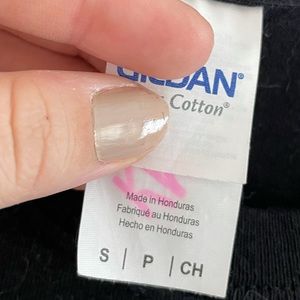 GILDAN®
Cotton®
Made in Honduras
Fabriqué au Honduras
Hecho en Honduras
S | P | CH